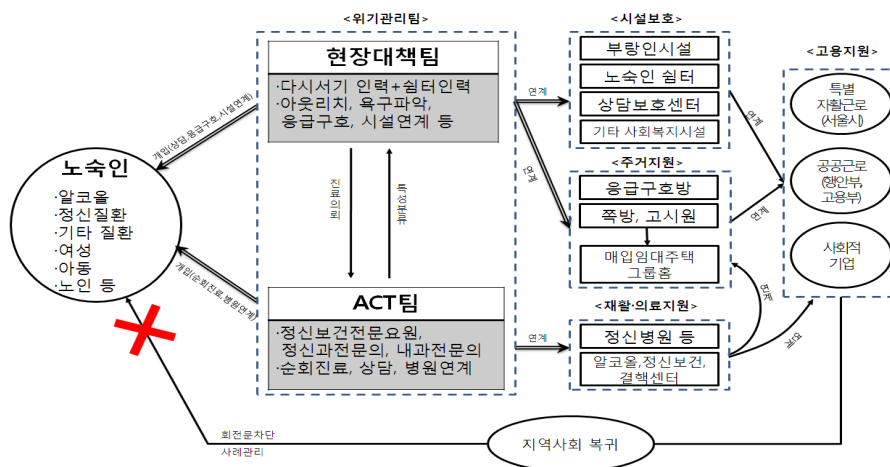 <위기관리팀>
현장대책팀
·다시서기 인력+쉼터인력
·아웃리치, 욕구파악,
응급구호, 시설연계 등
진료의뢰
특성분류
ACT팀
·정신보건전문요원,
정신과전문의, 내과전문의
·순회진료, 상담, 병원연계
노숙인
·알코올
·정신질환
·기타 질환
·여성
·아동
·노인 등
개입(상담,응급구호,시설연계)
개입(순회진료,병원연계)
연계
연계
연계
<시설보호>
부랑인시설
노숙인 쉼터
상담보호센터
기타 사회복지시설
<주거지원>
응급구호방
쪽방, 고시원
매입임대주택
그룹홈
<재활·의료지원>
정신병원 등
알코올,정신보건,
결핵센터
연계
연계
연계
연계
<고용지원>
특별
자활근로
(서울시)
공공근로
(행안부,
고용부)
사회적
기업
지역사회 복귀
회전문차단
사례관리